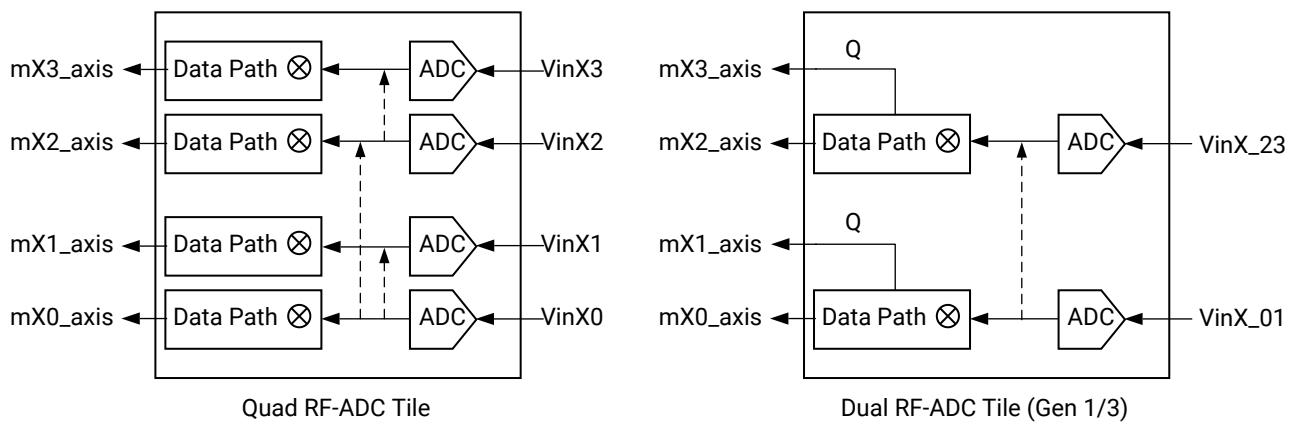 mX3_axis Data Path ADC VinX3
mX2_axis Data Path ADC VinX2
mX1_axis Data Path ADC VinX1
mX0_axis Data Path ADC VinX0
Quad RF-ADC Tile
Q
mX3_axis
mX2_axis Data Path ADC VinX_23
Q
mX1_axis
mX0_axis Data Path ADC VinX_01
Dual RF-ADC Tile (Gen 1/3)